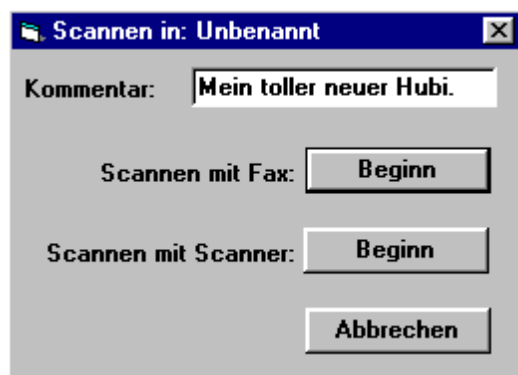 Scannen in: Unbenannt
Kommentar: Mein toller neuer Hubi.
Scannen mit Fax: Beginn
Scannen mit Scanner: Beginn
Abbrechen